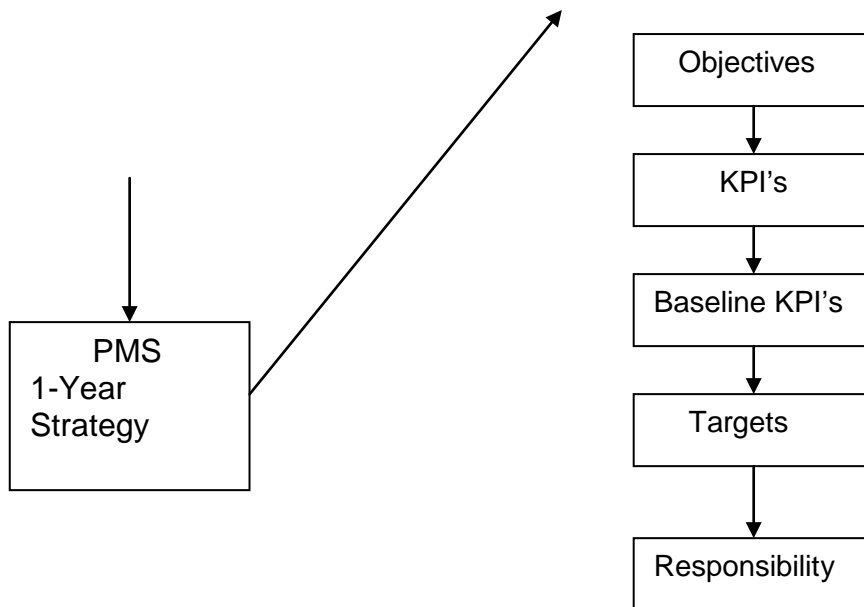 PMS
1-Year
Strategy
Objectives
KPI’s
Baseline KPI’s
Targets
Responsibility